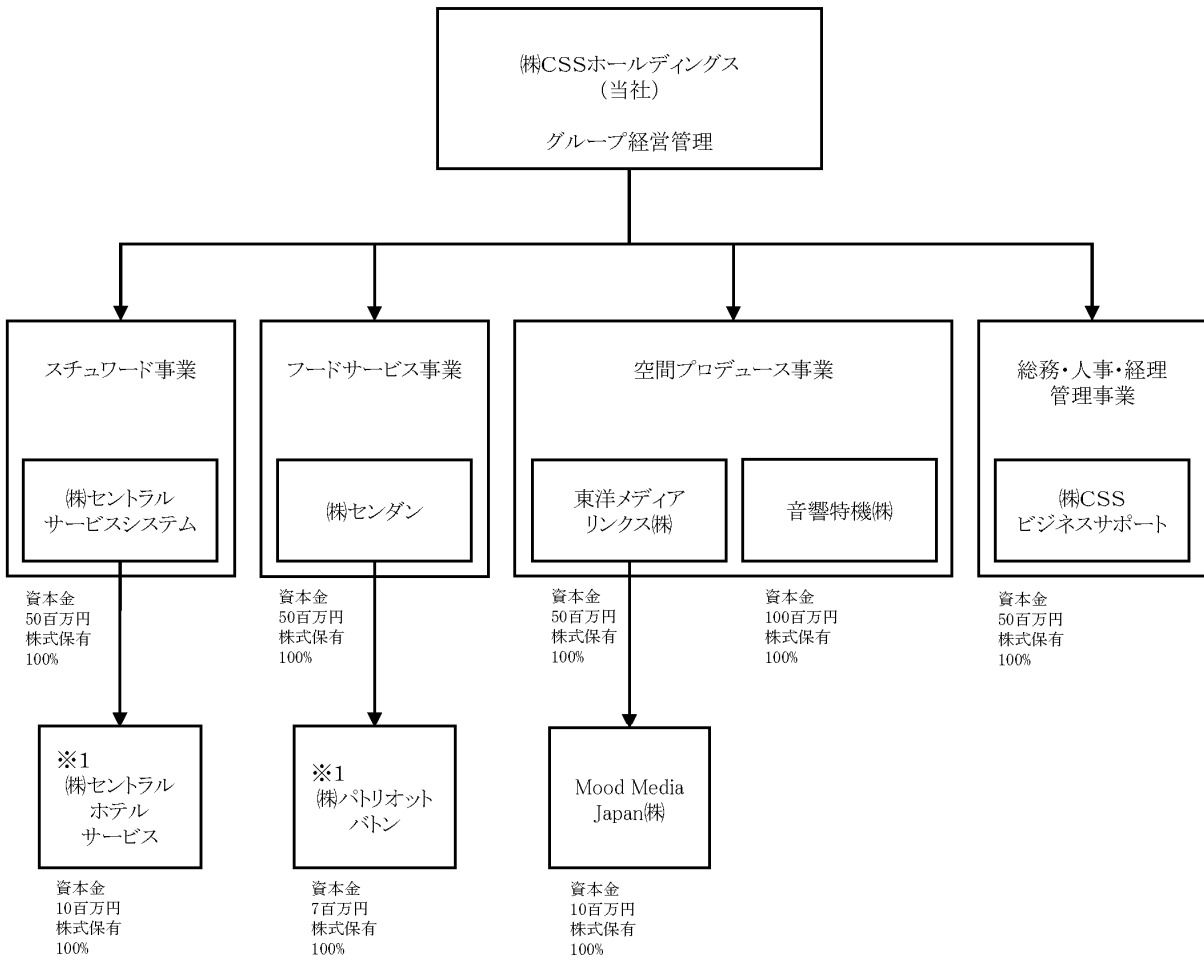 ㈱CSSホールディングス
（当社）
グループ経営管理
スチュワード事業
㈱セントラル
サービスシステム
資本金
50百万円
株式保有
100%
※1
㈱セントラル
ホテル
サービス
資本金
10百万円
株式保有
100%
フードサービス事業
㈱センダン
資本金
50百万円
株式保有
100%
※1
㈱パトリオット
バトン
資本金
7百万円
株式保有
100%
空間プロデュース事業
東洋メディア
リンクス㈱
資本金
50百万円
株式保有
100%
Mood Media
Japan㈱
資本金
10百万円
株式保有
100%
音響特機㈱
資本金
100百万円
株式保有
100%
総務・人事・経理
管理事業
㈱CSS
ビジネスサポート
資本金
50百万円
株式保有
100%